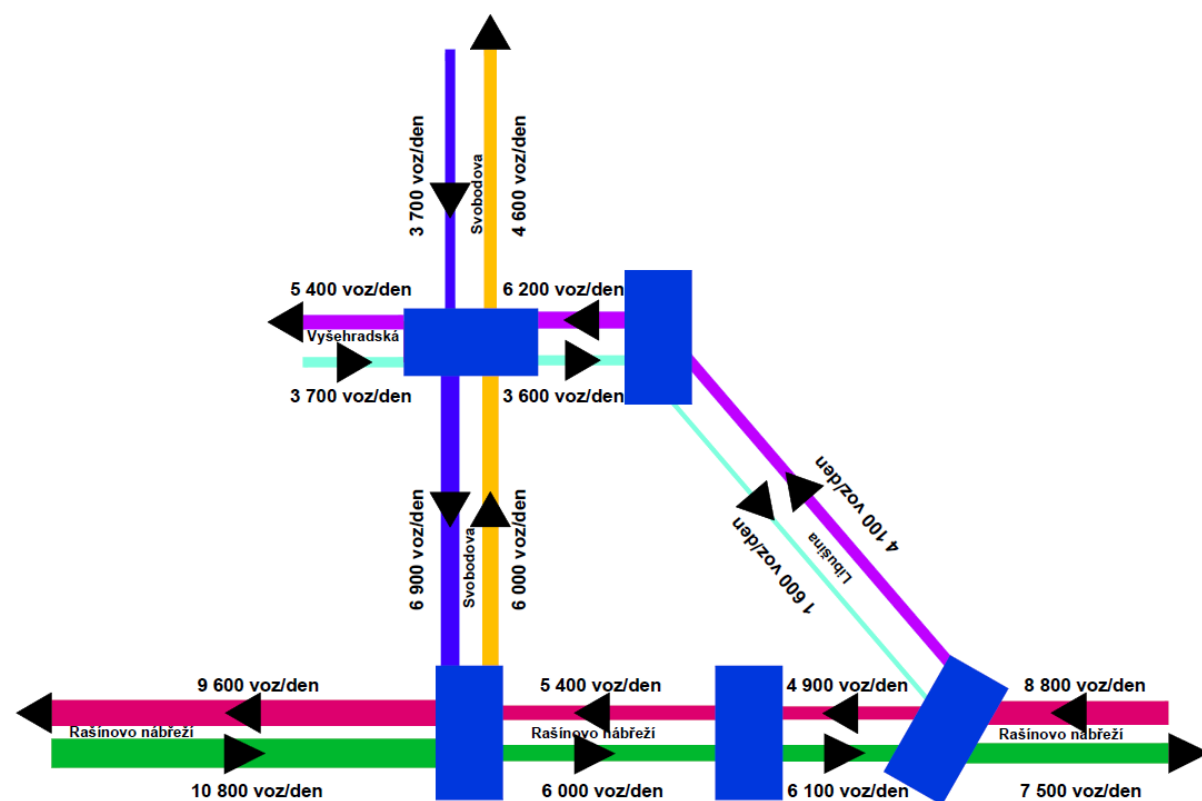 3 700 voz/den
Svobodova
4 600 voz/den
5 400 voz/den
6 200 voz/den
Vyšehradská
3 700 voz/den
3 600 voz/den
4 100 voz/den
Libušina
1 600 voz/den
6 900 voz/den
Svobodova
6 000 voz/den
9 600 voz/den
5 400 voz/den
4 900 voz/den
8 800 voz/den
Rašínovo nábřeží
Rašínovo nábřeží
Rašínovo nábřeží
10 800 voz/den
6 000 voz/den
6 100 voz/den
7 500 voz/den